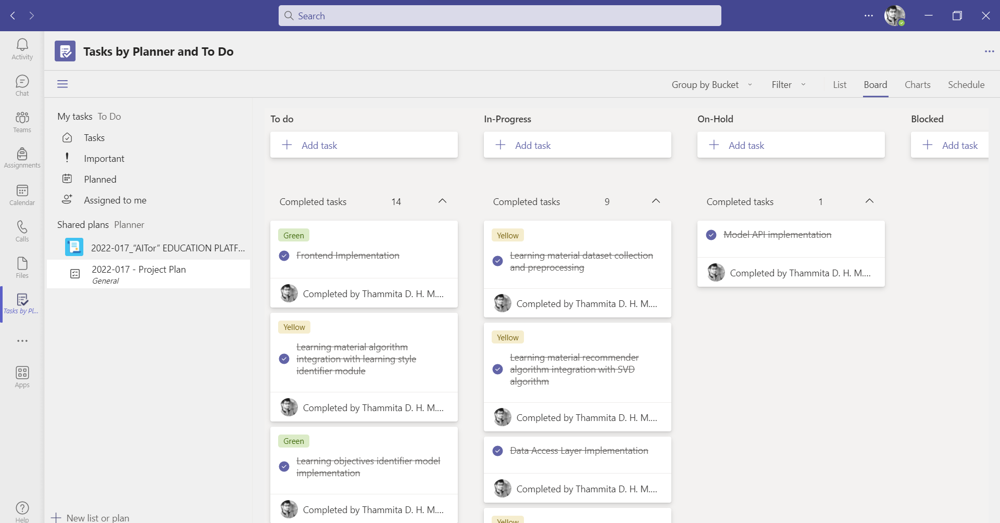 Search
Activity
Chat
Teams
Assignments
Calendar
Calls
Files
Tasks by Pl...
Apps
Help
Tasks by Planner and To Do
Group by Bucket
Filter
List
Board
Charts
Schedule
My tasks To Do
Tasks
Important
Planned
Assigned to me
Shared plans Planner
2022-017_“AITor” EDUCATION PLATF...
2022-017 - Project Plan
General
New list or plan
To do
Add task
Completed tasks 14
Green
Frontend Implementation
Completed by Thammita D. H. M....
Yellow
Learning material algorithm
integration with learning style
identifier module
Completed by Thammita D. H. M....
Green
Learning objectives identifier model
implementation
Completed by Thammita D. H. M....
In-Progress
Add task
Completed tasks 9
Yellow
Learning material dataset collection
and preprocessing
Completed by Thammita D. H. M....
Yellow
Learning material recommender
algorithm integration with SVD
algorithm
Completed by Thammita D. H. M....
Data Access Layer Implementation
Completed by Thammita D. H. M....
Yellow
On-Hold
Add task
Completed tasks 1
Model API implementation
Completed by Thammita D. H. M....
Blocked
Add task